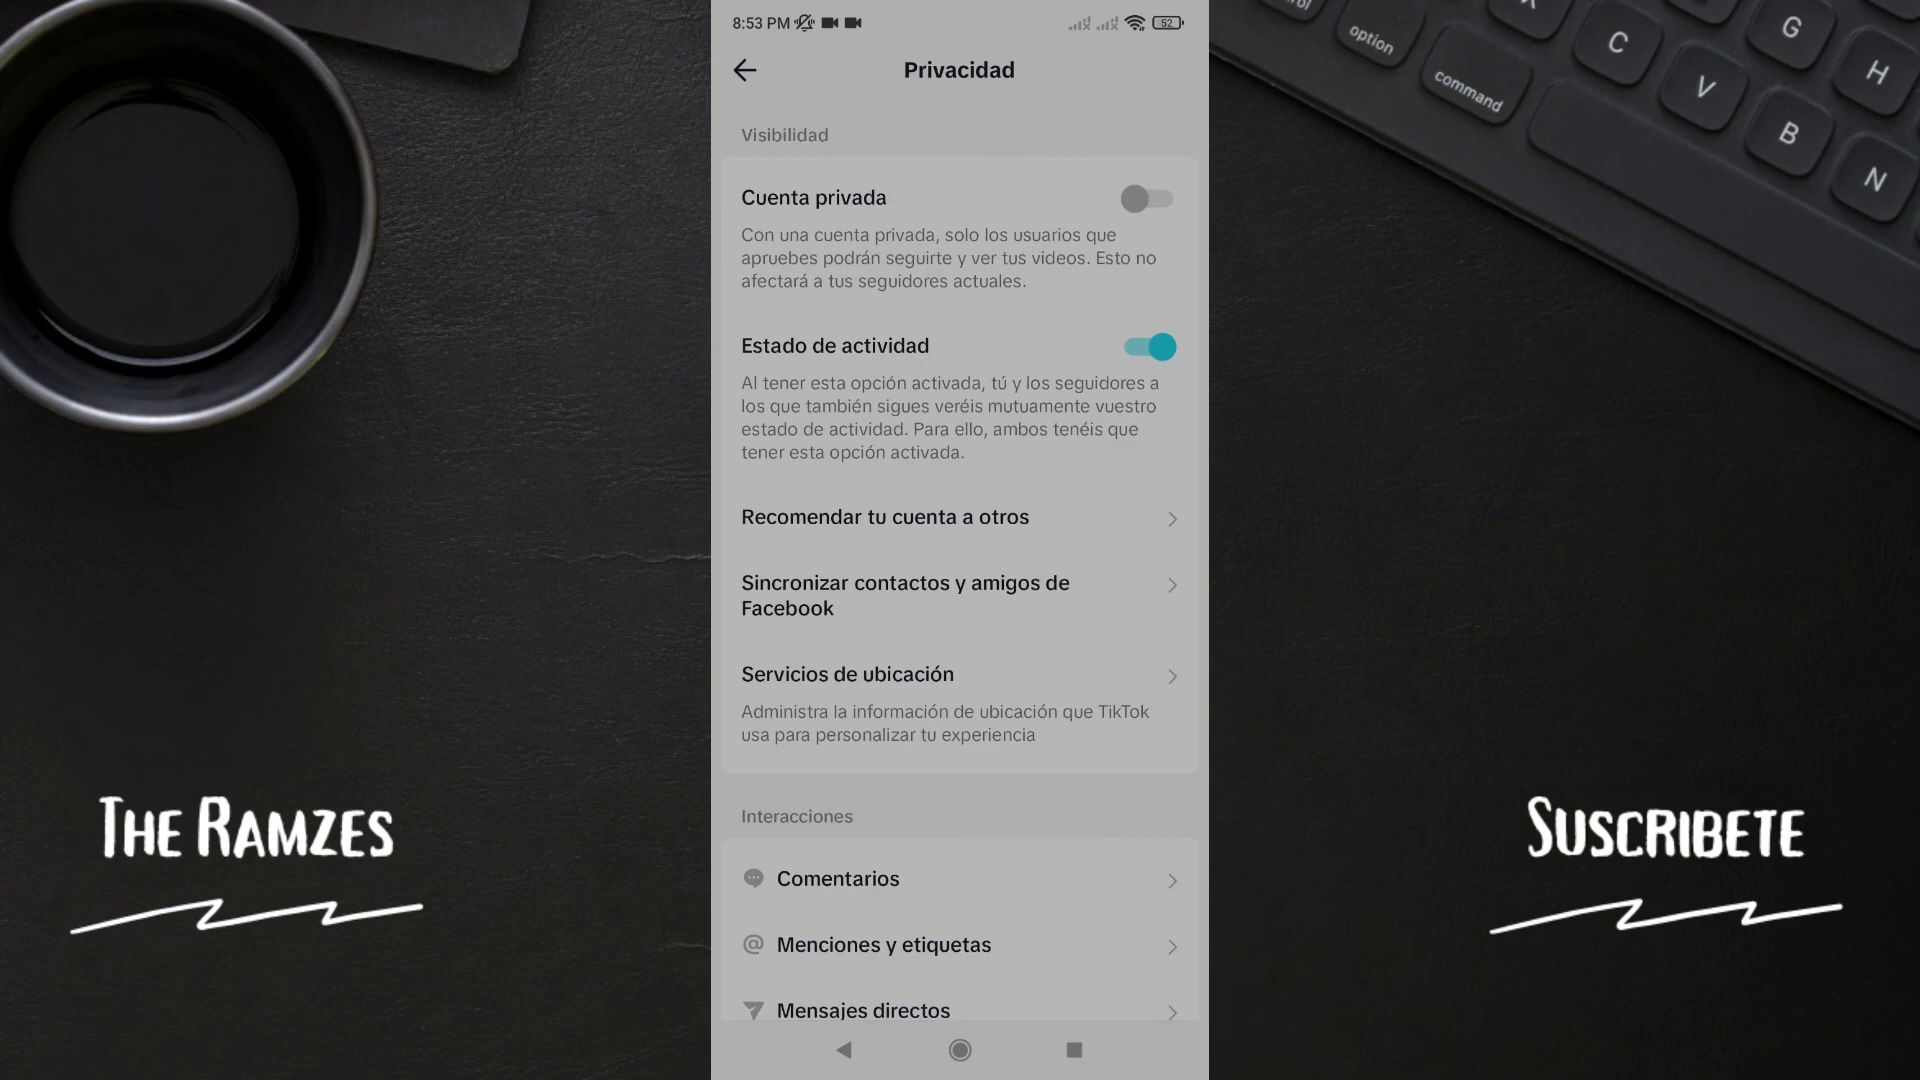 8:53 PM
52
Privacidad
Visibilidad
Cuenta privada
Con una cuenta privada, solo los usuarios que
apruebes podrán seguirte y ver tus videos. Esto no
afectará a tus seguidores actuales.
Estado de actividad
Al tener esta opción activada, tú y los seguidores a
los que también sigues veréis mutuamente vuestro
estado de actividad. Para ello, ambos tenéis que
tener esta opción activada.
Recomendar tu cuenta a otros
Sincronizar contactos y amigos de
Facebook
Servicios de ubicación
Administra la información de ubicación que TikTok
usa para personalizar tu experiencia
Interacciones
Comentarios
@ Menciones y etiquetas
Mensajes directos
THE RAMZES
SUSCRIBETE
option
command
C
V
B
G
H
N